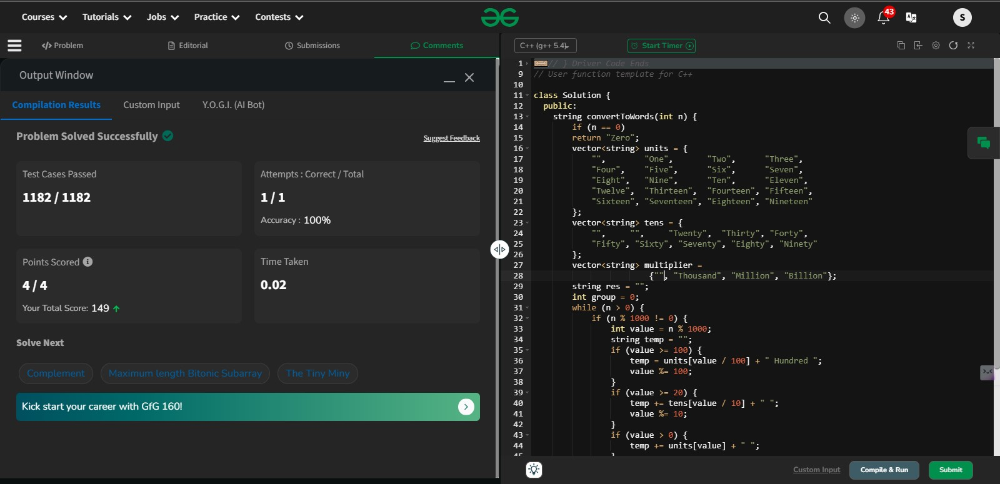 Courses Tutorials Jobs Practice Contests
43
S
Problem Editorial Submissions Comments
Output Window
Compilation Results Custom Input Y.O.G.I. (AI Bot)
Problem Solved Successfully
Suggest Feedback
Test Cases Passed
1182 / 1182
Attempts : Correct / Total
1 / 1
Accuracy : 100%
Points Scored
4 / 4
Your Total Score: 149
Time Taken
0.02
Solve Next
Complement Maximum length Bitonic Subarray The Tiny Miny
Kick start your career with GfG 160!
C++ (g++ 5.4) Start Timer
1 // } Driver Code Ends
9 // User function template for C++
10
11 class Solution {
12 public:
13 string convertToWords(int n) {
14 if (n == 0)
15 return "Zero";
16 vector<string> units = {
17 "", "One", "Two", "Three",
18 "Four", "Five", "Six", "Seven",
19 "Eight", "Nine", "Ten", "Eleven",
20 "Twelve", "Thirteen", "Fourteen", "Fifteen",
21 "Sixteen", "Seventeen", "Eighteen", "Nineteen"
22 };
23 vector<string> tens = {
24 "", "", "Twenty", "Thirty", "Forty",
25 "Fifty", "Sixty", "Seventy", "Eighty", "Ninety"
26 };
27 vector<string> multiplier =
28 {"", "Thousand", "Million", "Billion"};
29 string res = "";
30 int group = 0;
31 while (n > 0) {
32 if (n % 1000 != 0) {
33 int value = n % 1000;
34 string temp = "";
35 if (value >= 100) {
36 temp = units[value / 100] + " Hundred ";
37 value %= 100;
38 }
39 if (value >= 20) {
40 temp += tens[value / 10] + " ";
41 value %= 10;
42 }
43 if (value > 0) {
44 temp += units[value] + " ";
45 }
Custom Input Compile & Run Submit